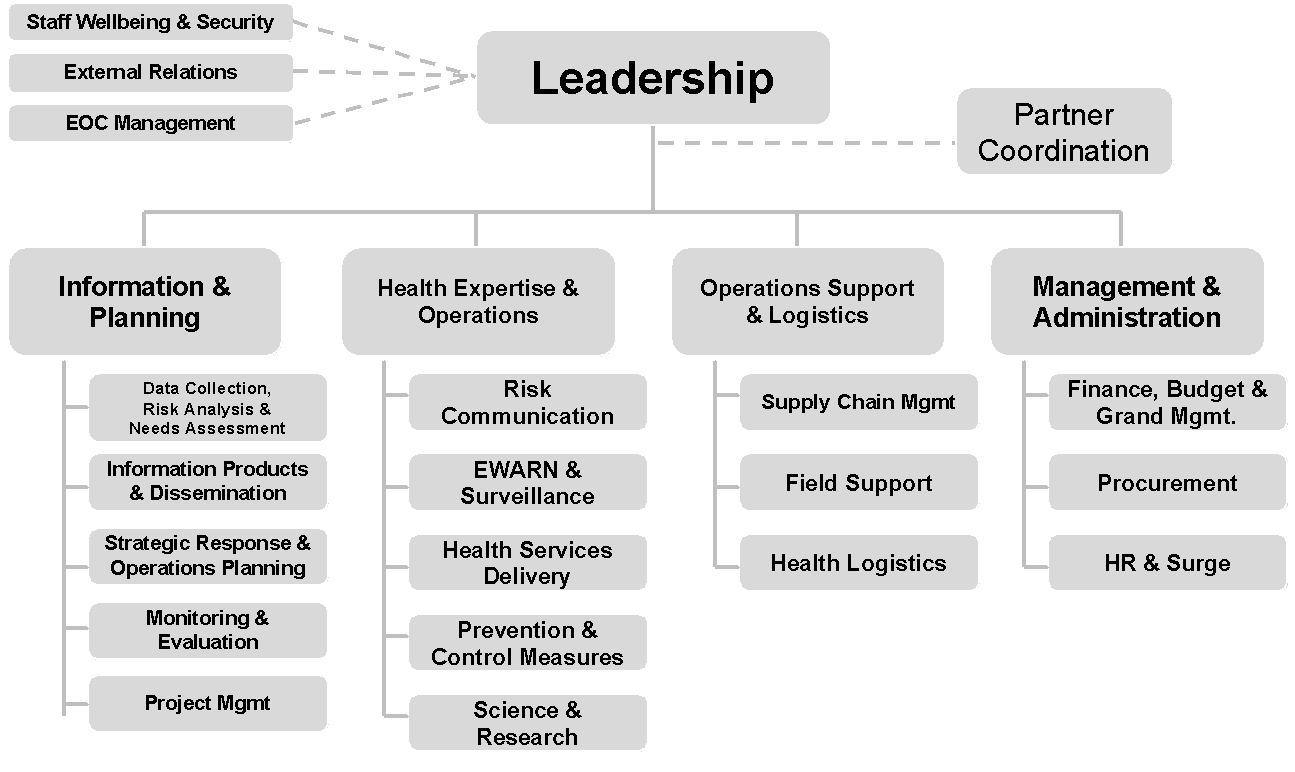 Staff Wellbeing & Security
External Relations
EOC Management
Leadership
Partner
Coordination
Information &
Planning
Data Collection,
Risk Analysis &
Needs Assessment
Information Products
& Dissemination
Strategic Response &
Operations Planning
Monitoring &
Evaluation
Project Mgmt
Health Expertise &
Operations
Risk
Communication
EWARN &
Surveillance
Health Services
Delivery
Prevention &
Control Measures
Science &
Research
Operations Support
& Logistics
Supply Chain Mgmt
Field Support
Health Logistics
Management &
Administration
Finance, Budget &
Grand Mgmt.
Procurement
HR & Surge